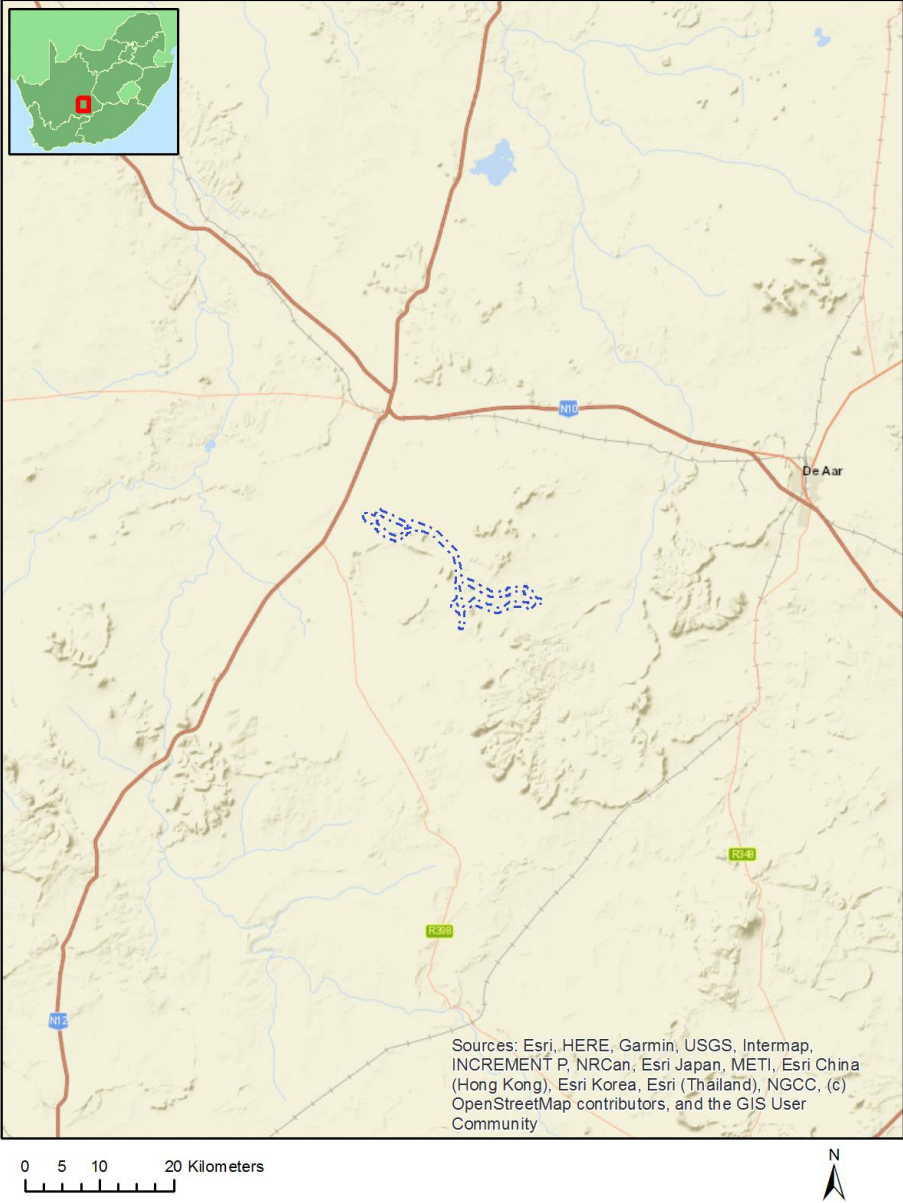 N10
De Aar
R348
R398
N12
Sources: Esri, HERE, Garmin, USGS, Intermap,
INCREMENT P, NRCan, Esri Japan, METI, Esri China
(Hong Kong), Esri Korea, Esri (Thailand), NGCC, (c)
OpenStreetMap contributors, and the GIS User
Community
0 5 10 20 Kilometers
N